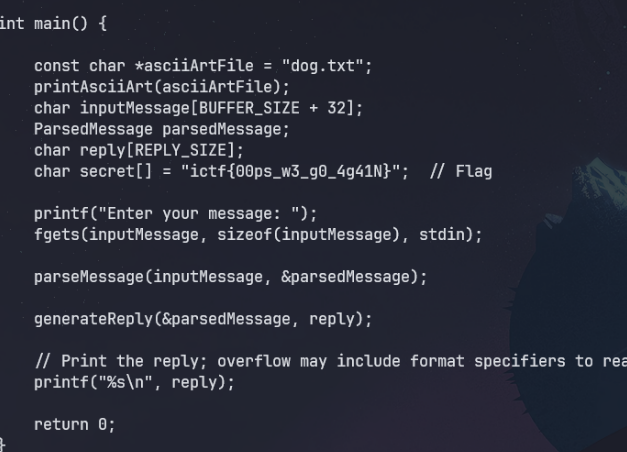 int main() {
const char *asciiArtFile = "dog.txt";
printAsciiArt(asciiArtFile);
char inputMessage[BUFFER_SIZE + 32];
ParsedMessage parsedMessage;
char reply[REPLY_SIZE];
char secret[] = "ictf{00ps_w3_g0_4g41N}";  // Flag
printf("Enter your message: ");
fgets(inputMessage, sizeof(inputMessage), stdin);
parseMessage(inputMessage, &parsedMessage);
generateReply(&parsedMessage, reply);
// Print the reply; overflow may include format specifiers to rea
printf("%s\n", reply);
return 0;
}